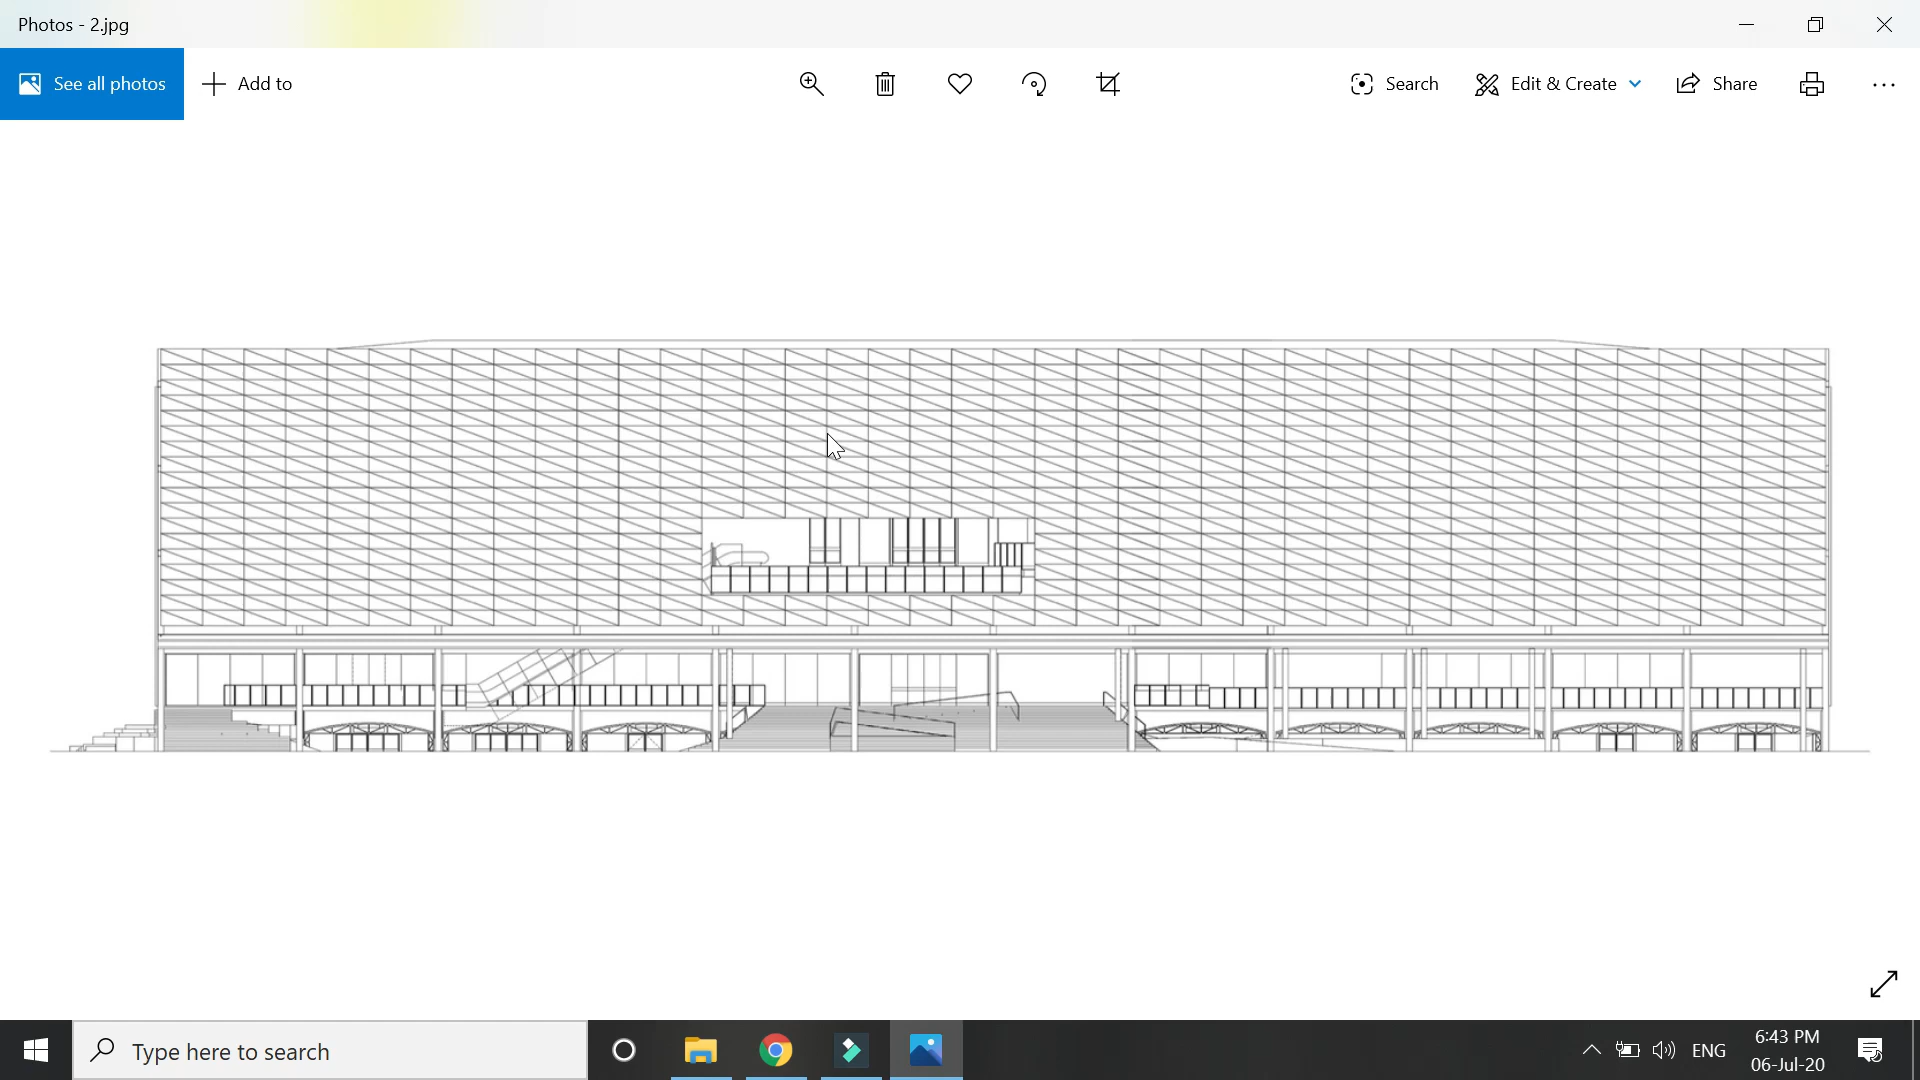 Photos - 2.jpg
See all photos
Add to
Search
Edit & Create
Share
Type here to search
ENG
6:43 PM
06-Jul-20